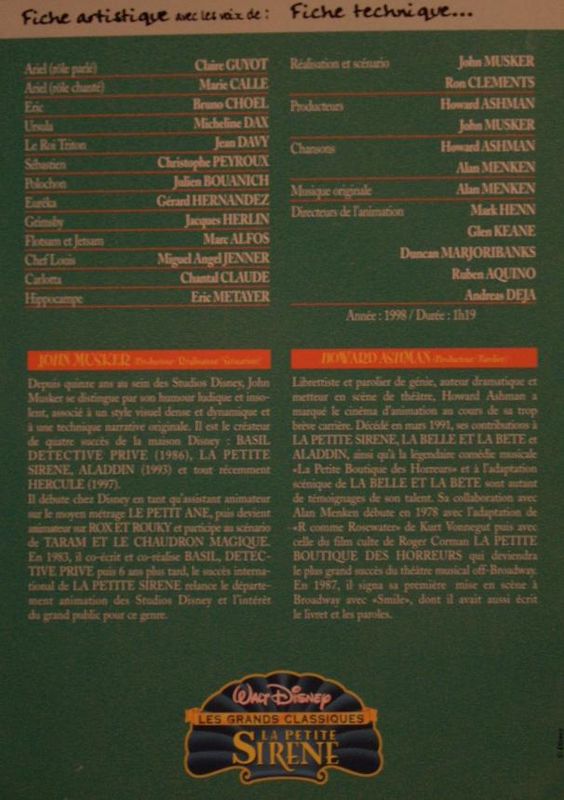 Fiche artistique avec les voix de :
Ariel (rôle parlé) Claire GUYOT
Ariel (rôle chanté) Marie CALLE
Eric Bruno CHOEL
Ursula Micheline DAX
Le Roi Triton Jean DAVY
Sébastien Christophe PEYROUX
Polochon Julien BOUANICH
Eurêka Gérard HERNANDEZ
Grimsby Jacques HERLIN
Flotsam et Jetsam Marc ALFOS
Chef Louis Miguel Angel JENNER
Carlotta Chantal CLAUDE
Hippocampe Eric METAYER
Fiche technique...
Réalisation et scénario John MUSKER
Ron CLEMENTS
Producteurs Howard ASHMAN
John MUSKER
Chansons Howard ASHMAN
Alan MENKEN
Musique originale Alan MENKEN
Directeurs de l'animation Mark HENN
Glen KEANE
Duncan MARJORIBANKS
Ruben AQUINO
Andreas DEJA
Année : 1998 / Durée : 1h19
JOHN MUSKER (Producteur/Réalisateur/Scénariste)
Depuis quinze ans au sein des Studios Disney, John
Musker se distingue par son humour ludique et inso-
lent, associé à un style visuel dense et dynamique et
à une technique narrative originale. Il est le créateur
de quatre succès de la maison Disney : BASIL
DETECTIVE PRIVE (1986), LA PETITE
SIRENE, ALADDIN (1993) et tout récemment
HERCULE (1997).
Il débute chez Disney en tant qu'assistant animateur
sur le moyen métrage LE PETIT ANE, puis devient
animateur sur ROX ET ROUKY et participe au scénario
de TARAM ET LE CHAUDRON MAGIQUE.
En 1983, il co-écrit et co-réalise BASIL, DETEC-
TIVE PRIVE puis 6 ans plus tard, le succès interna-
tional de LA PETITE SIRENE relance le départe-
ment animation des Studios Disney et l'intérêt
du grand public pour ce genre.
HOWARD ASHMAN (Producteur/Parolier)
Librettiste et parolier de génie, auteur dramatique et
metteur en scène de théâtre, Howard Ashman a
marqué le cinéma d'animation au cours de sa trop
brève carrière. Décédé en mars 1991, ses contributions à
LA PETITE SIRENE, LA BELLE ET LA BETE et
ALADDIN, ainsi qu'à la légendaire comédie musicale
«La Petite Boutique des Horreurs» et à l'adaptation
scénique de LA BELLE ET LA BETE sont autant
de témoignages de son talent. Sa collaboration avec
Alan Menken débute en 1978 avec l'adaptation de
«R comme Rosewater» de Kurt Vonnegut puis avec
celle du film culte de Roger Corman LA PETITE
BOUTIQUE DES HORREURS qui deviendra
le plus grand succès du théâtre musical off-Broadway.
En 1987, il signa sa première mise en scène à
Broadway avec «Smile», dont il avait aussi écrit
le livret et les paroles.
WALT DISNEY
LES GRANDS CLASSIQUES
LA PETITE
SIRENE